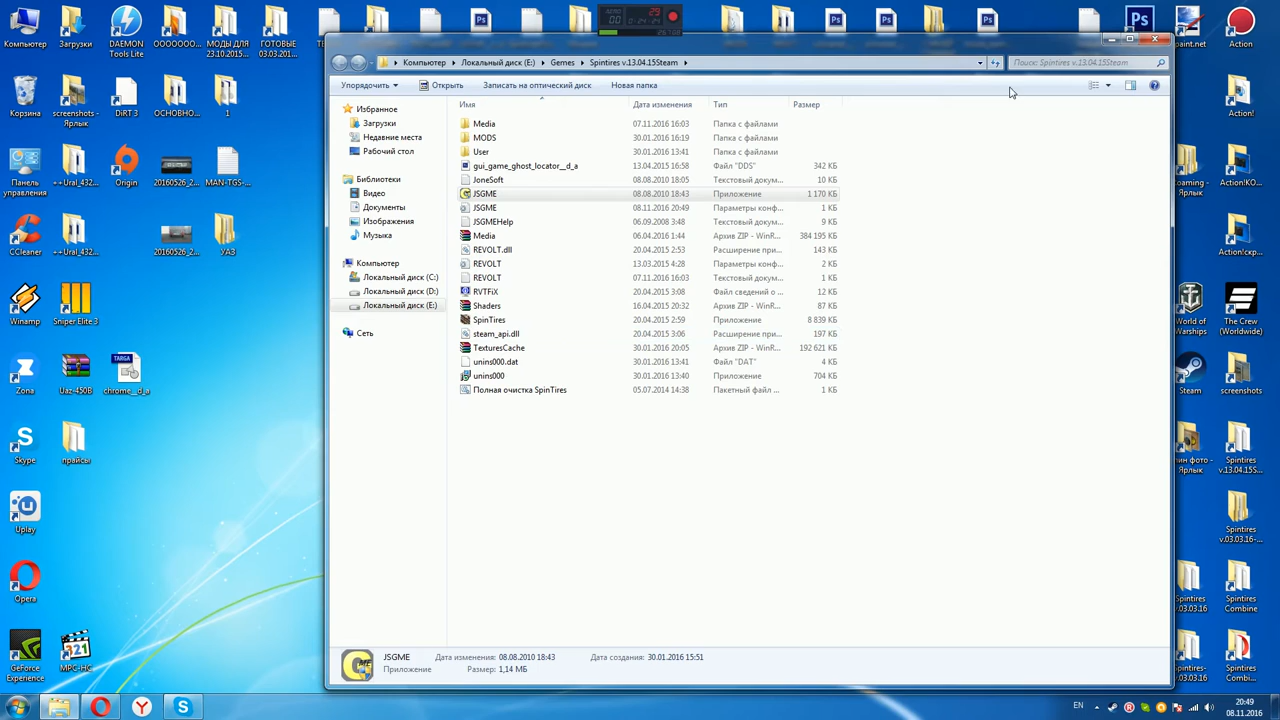 Компьютер
Загрузки
DAEMON
Tools Lite
ООООООО...
МОДЫ ДЛЯ
23.10.2015...
ГОТОВЫЕ
03.03.201...
paint.net
Action
Корзина
screenshots -
Ярлык
DiRT 3
ОСНОВНО...
1
Панель
управления
++Ural_432...
Origin
20160526_2...
MAN-TGS-...
CCleaner
++Ural_432...
20160526_2...
УАЗ
Winamp
Sniper Elite 3
Zona
Uaz-450B
TARGA
chrome__d_a
Skype
прайсы
Uplay
Opera
GeForce
Experience
MPC-HC
Компьютер
Локальный диск (E:)
Gemes
Spintires v.13.04.15Steam
Поиск: Spintires v.13.04.15Steam
Упорядочить
Открыть
Записать на оптический диск
Новая папка
Имя
Дата изменения
Тип
Размер
Избранное
Загрузки
Недавние места
Рабочий стол
Библиотеки
Видео
Документы
Изображения
Музыка
Компьютер
Локальный диск (C:)
Локальный диск (D:)
Локальный диск (E:)
Сеть
Media 07.11.2016 16:03 Папка с файлами
MODS 30.01.2016 16:19 Папка с файлами
User 30.01.2016 13:41 Папка с файлами
gui_game_ghost_locator__d_a 13.04.2015 16:58 Файл "DDS" 342 КБ
JoneSoft 08.08.2010 18:05 Текстовый докум... 10 КБ
JSGME 08.08.2010 18:43 Приложение 1 170 КБ
JSGME 08.11.2016 20:49 Параметры конф... 1 КБ
JSGMEHelp 06.09.2008 3:48 Текстовый докум... 9 КБ
Media 06.04.2016 1:44 Архив ZIP - WinR... 384 195 КБ
REVOLT.dll 20.04.2015 2:53 Расширение при... 143 КБ
REVOLT 13.03.2015 4:28 Параметры конф... 2 КБ
REVOLT 07.11.2016 16:03 Текстовый докум... 1 КБ
RVTFiX 20.04.2015 3:08 Файл сведений о ... 12 КБ
Shaders 16.04.2015 20:32 Архив ZIP - WinR... 87 КБ
SpinTires 20.04.2015 2:59 Приложение 8 839 КБ
steam_api.dll 20.04.2015 3:06 Расширение при... 197 КБ
TexturesCache 30.01.2016 20:05 Архив ZIP - WinR... 192 621 КБ
unins000.dat 30.01.2016 13:41 Файл "DAT" 4 КБ
unins000 30.01.2016 13:40 Приложение 704 КБ
Полная очистка SpinTires 05.07.2014 14:38 Пакетный файл ... 1 КБ
JSGME Дата изменения: 08.08.2010 18:43 Дата создания: 30.01.2016 15:51
Приложение Размер: 1,14 МБ
Action!
Action!КО...
Action!скр...
World of
Warships
The Crew
(Worldwide)
Steam
screenshots
Spintires
v.13.04.15...
Spintires
v.03.03.16-...
Spintires
v.03.03.16
Spintires
Combine
Spintires-
v.03.03.16
Spintires
Combi...
EN
20:49
08.11.2016